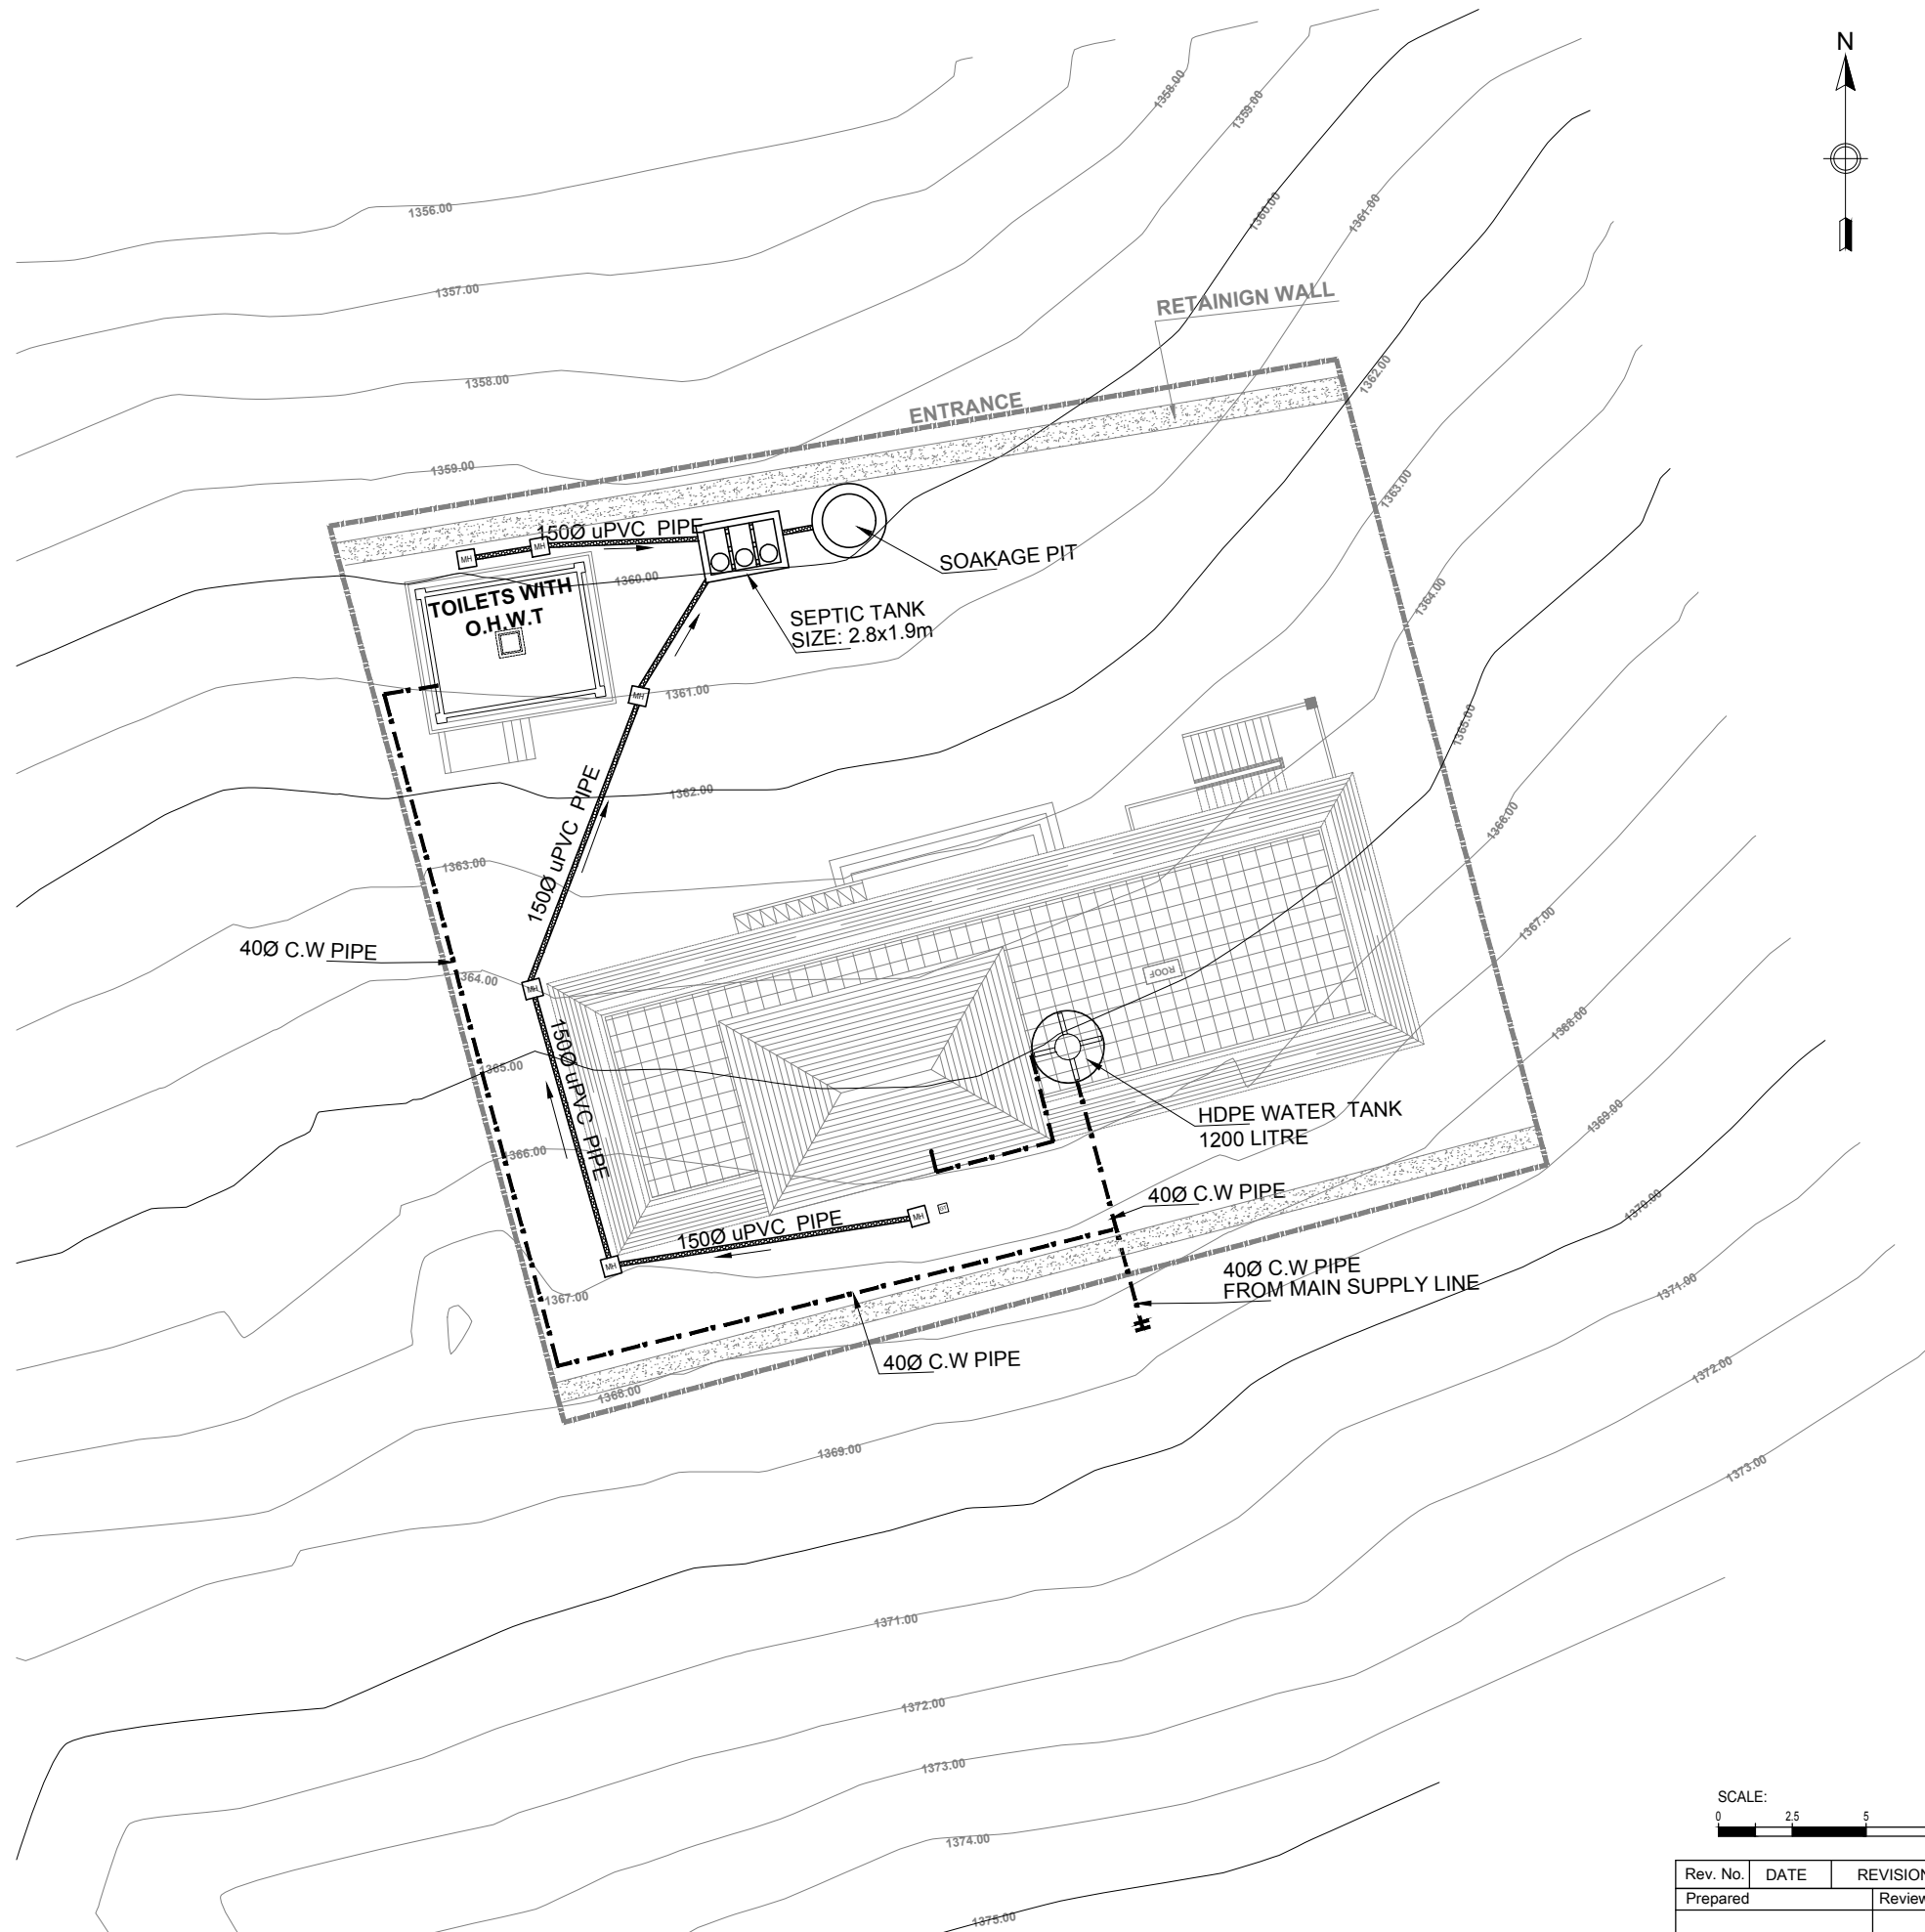 N
1358.00
1359.00
1356.00
1360.00
1361.00
1357.00
RETAINIGN WALL
1358.00
1362.00
ENTRANCE
1359.00
1363.00
150Ø uPVC PIPE
MH
MH
SOAKAGE PIT
1360.00
TOILETS WITH
O.H.W.T
1364.00
SEPTIC TANK
SIZE: 2.8x1.9m
MH
1361.00
1365.00
1362.00
150Ø uPVC PIPE
1366.00
1363.00
1367.00
40Ø C.W PIPE
1364.00
MH
ROOF
1368.00
150Ø uPVC PIPE
1365.00
HDPE WATER TANK
1200 LITRE
1369.00
1366.00
40Ø C.W PIPE
1370.00
MH
GT
150Ø uPVC PIPE
MH
40Ø C.W PIPE
FROM MAIN SUPPLY LINE
1371.00
1367.00
40Ø C.W PIPE
1372.00
1368.00
1369.00
1373.00
1371.00
1372.00
1373.00
1374.00
1375.00
SCALE:
0 2.5 5
Rev. No. DATE REVISION
Prepared Review